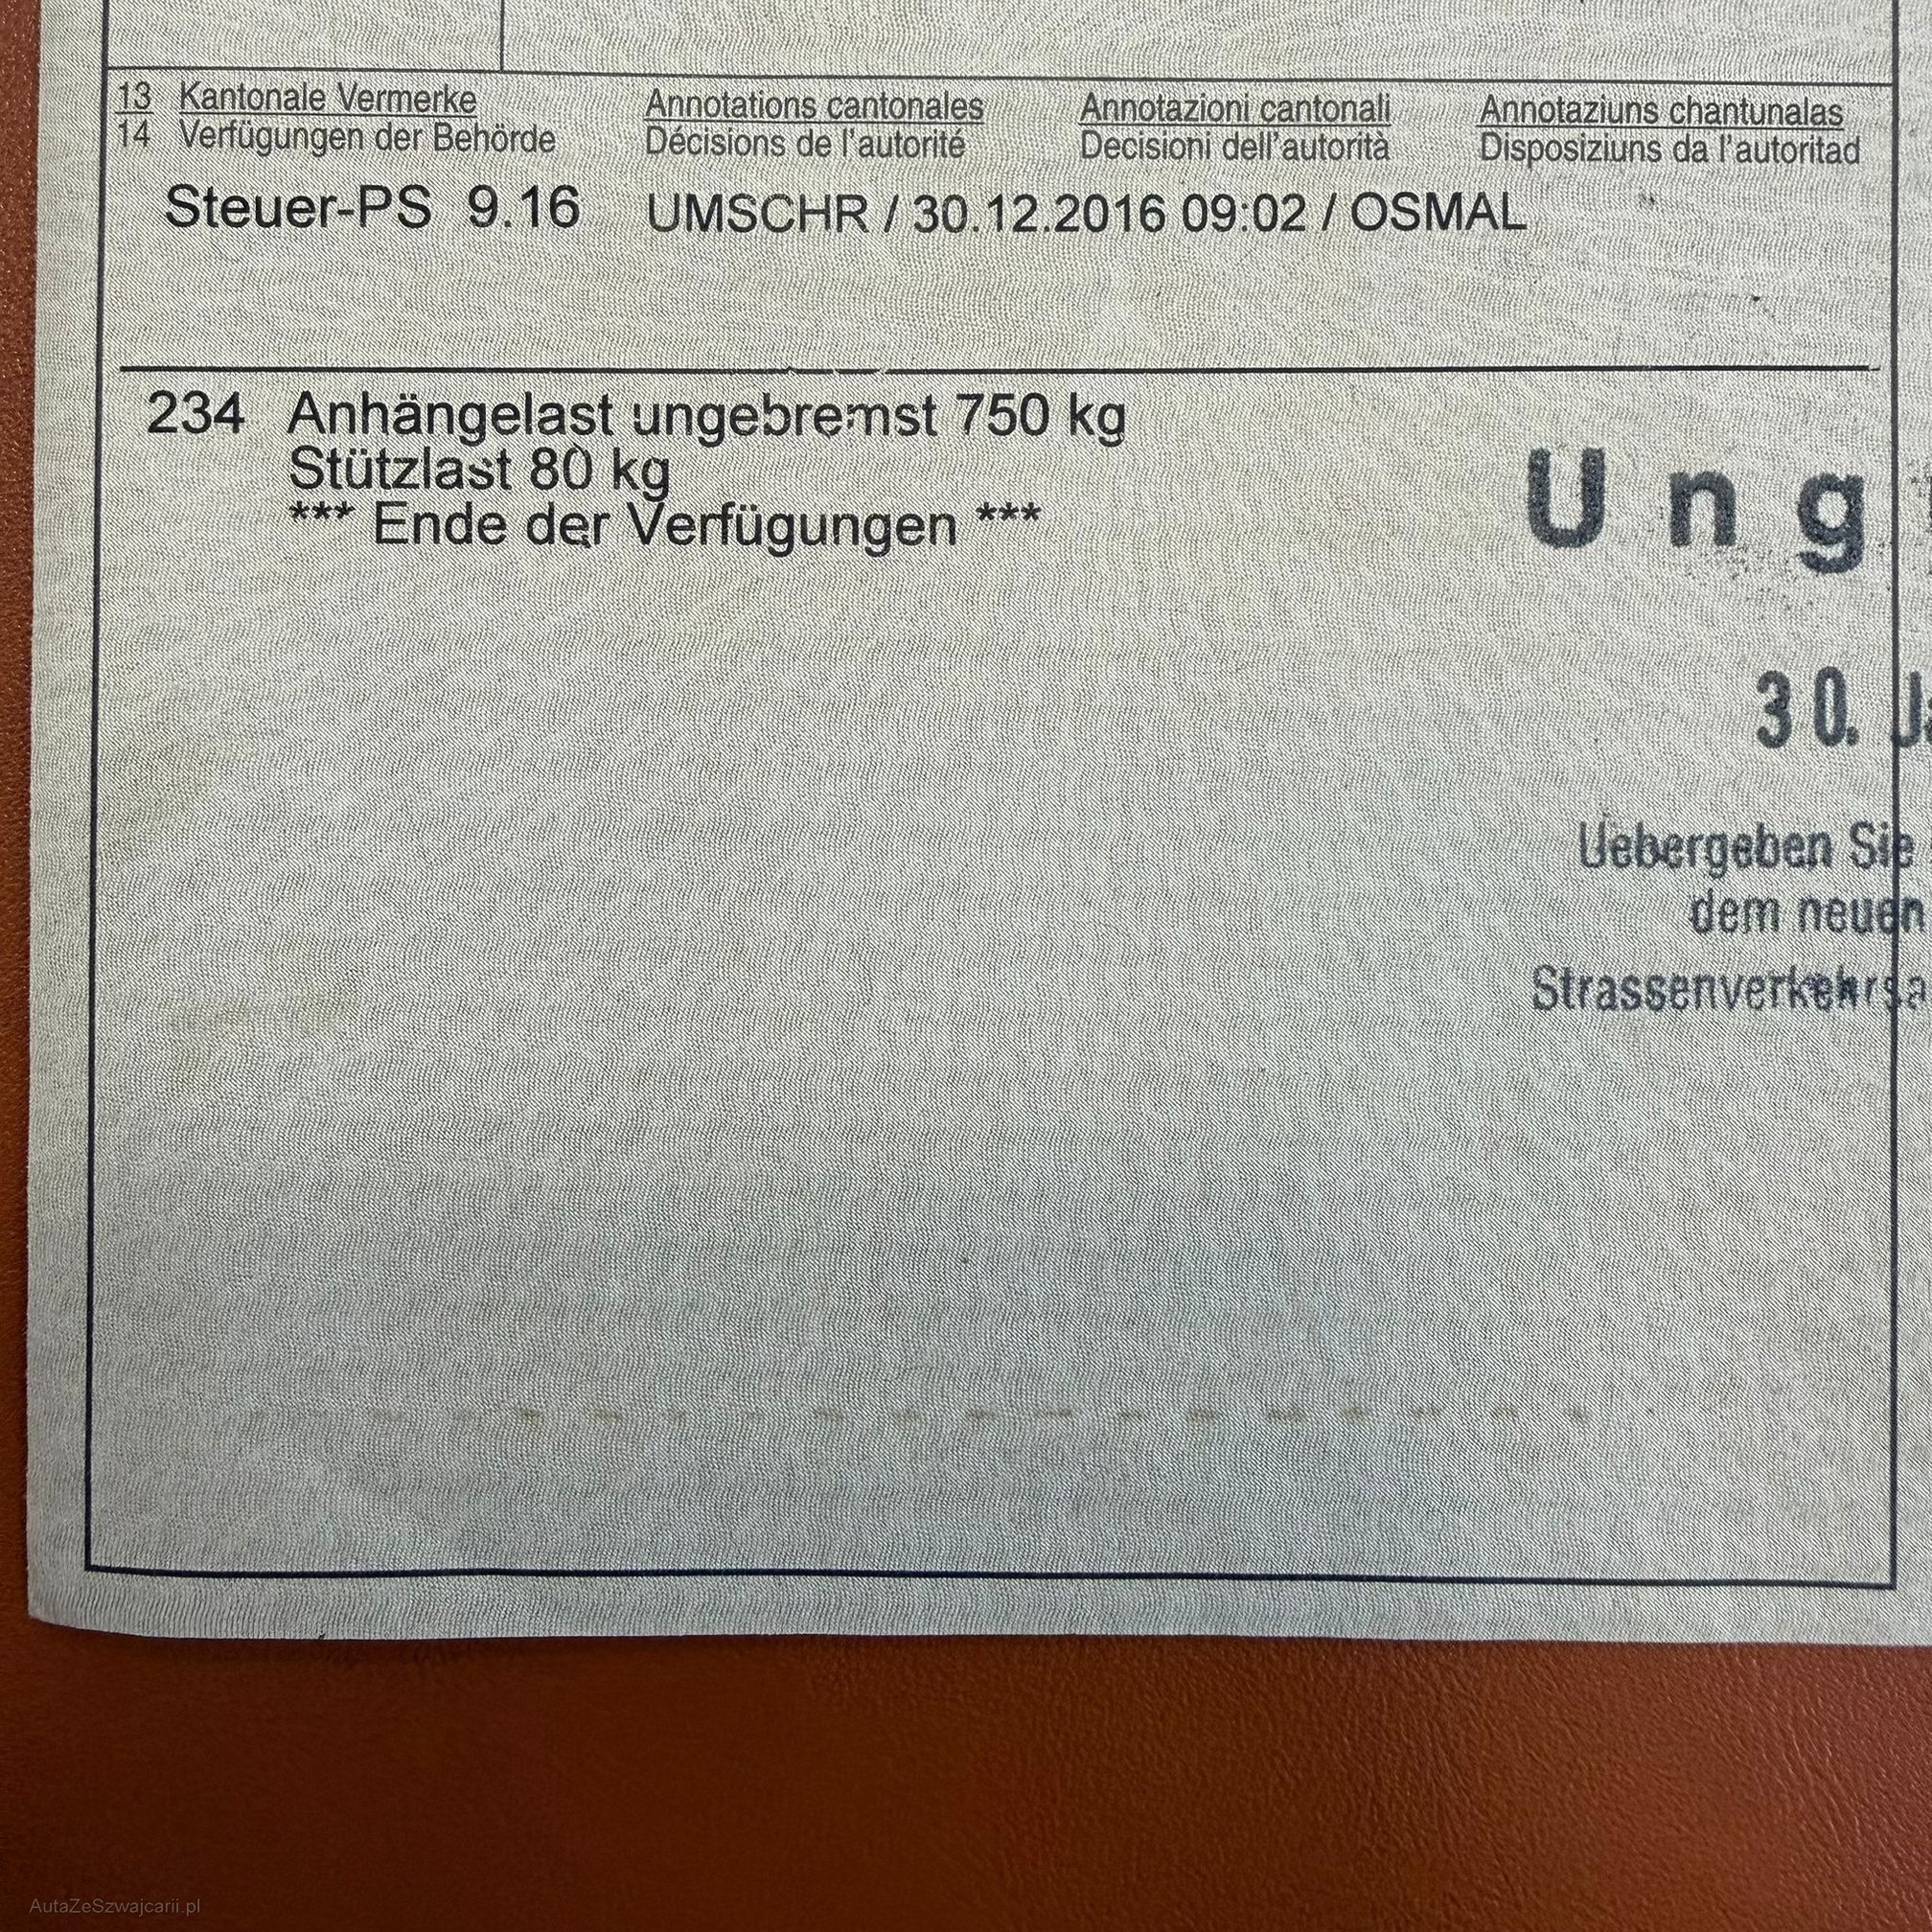 13 Kantonale Vermerke Annotations cantonales Annotazioni cantonali Annotaziuns chantunalas
14 Verfügungen der Behörde Décisions de l'autorité Decisioni dell'autorità Disposiziuns da l'autoritad
Steuer-PS 9.16 UMSCHR / 30.12.2016 09:02 / OSMAL
234 Anhängelast ungebremst 750 kg
Stützlast 80 kg
*** Ende der Verfügungen ***
Ung
30.
Uebergeben Sie
dem neuen
Strassenverkehrsa
AutaZeSzwajcarii.pl